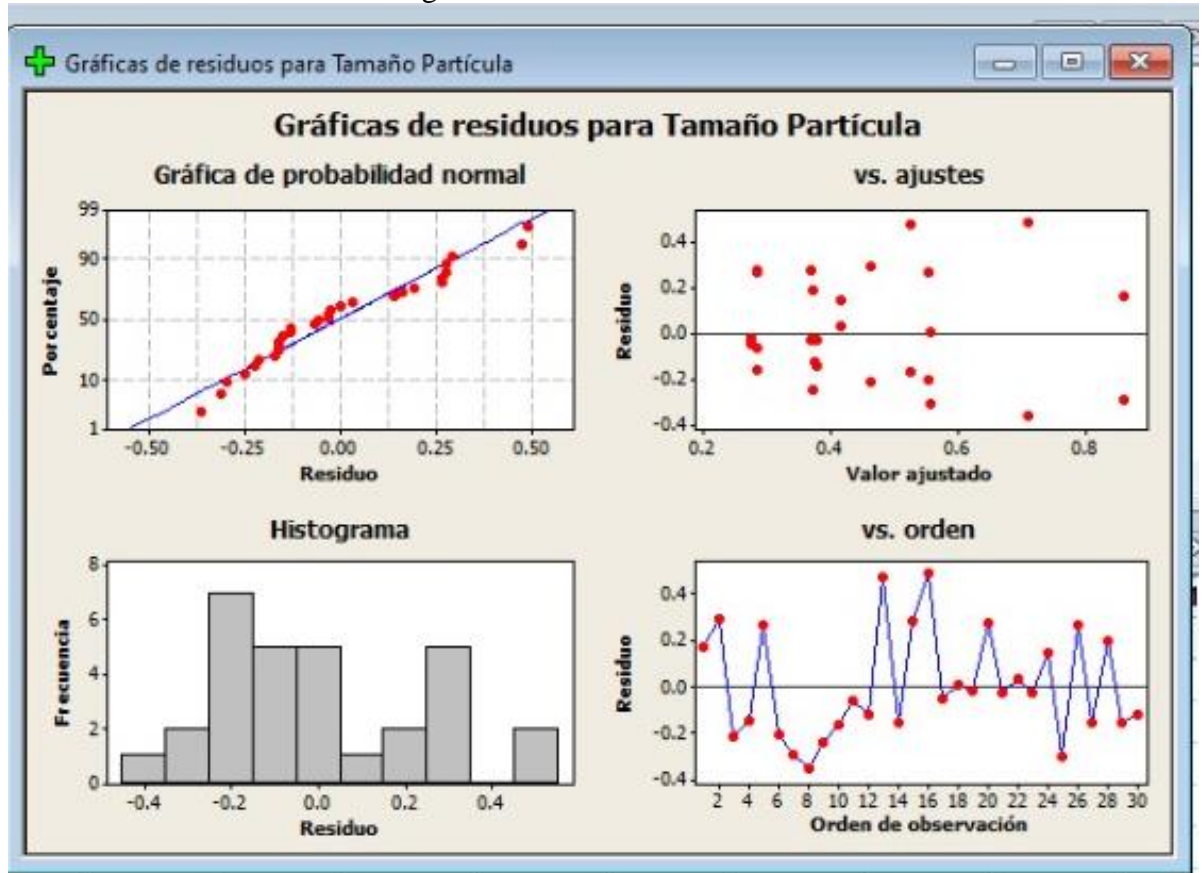 Gráficas de residuos para Tamaño Partícula
Gráficas de residuos para Tamaño Partícula
Gráfica de probabilidad normal
99
90
50
10
1
Porcentaje
-0.50 -0.25 0.00 0.25 0.50
Residuo
vs. ajustes
0.4
0.2
0.0
-0.2
-0.4
Residuo
0.2 0.4 0.6 0.8
Valor ajustado
Histograma
8
6
4
2
0
Frecuencia
-0.4 -0.2 0.0 0.2 0.4
Residuo
vs. orden
0.4
0.2
0.0
-0.2
-0.4
Residuo
2 4 6 8 10 12 14 16 18 20 22 24 26 28 30
Orden de observación